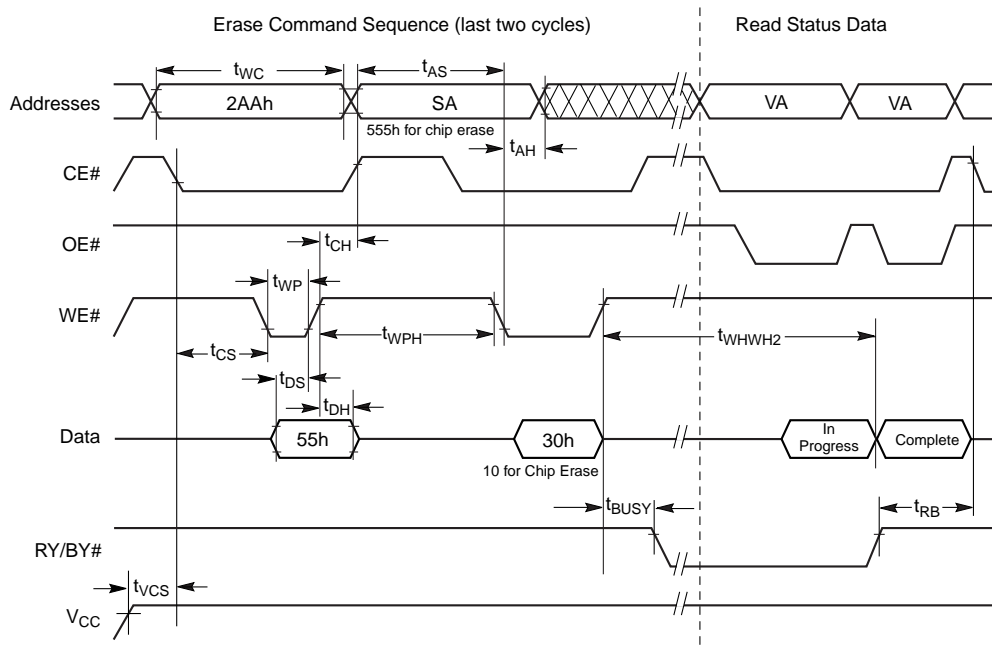 Erase Command Sequence (last two cycles)
Read Status Data
Addresses
tWC
tAS
2AAh
SA
VA
VA
555h for chip erase
tAH
CE#
OE#
tCH
tWP
WE#
tWPH
tWHWH2
tCS
tDS
tDH
Data
55h
30h
In
Progress
Complete
10 for Chip Erase
tBUSY
tRB
RY/BY#
tVCS
VCC